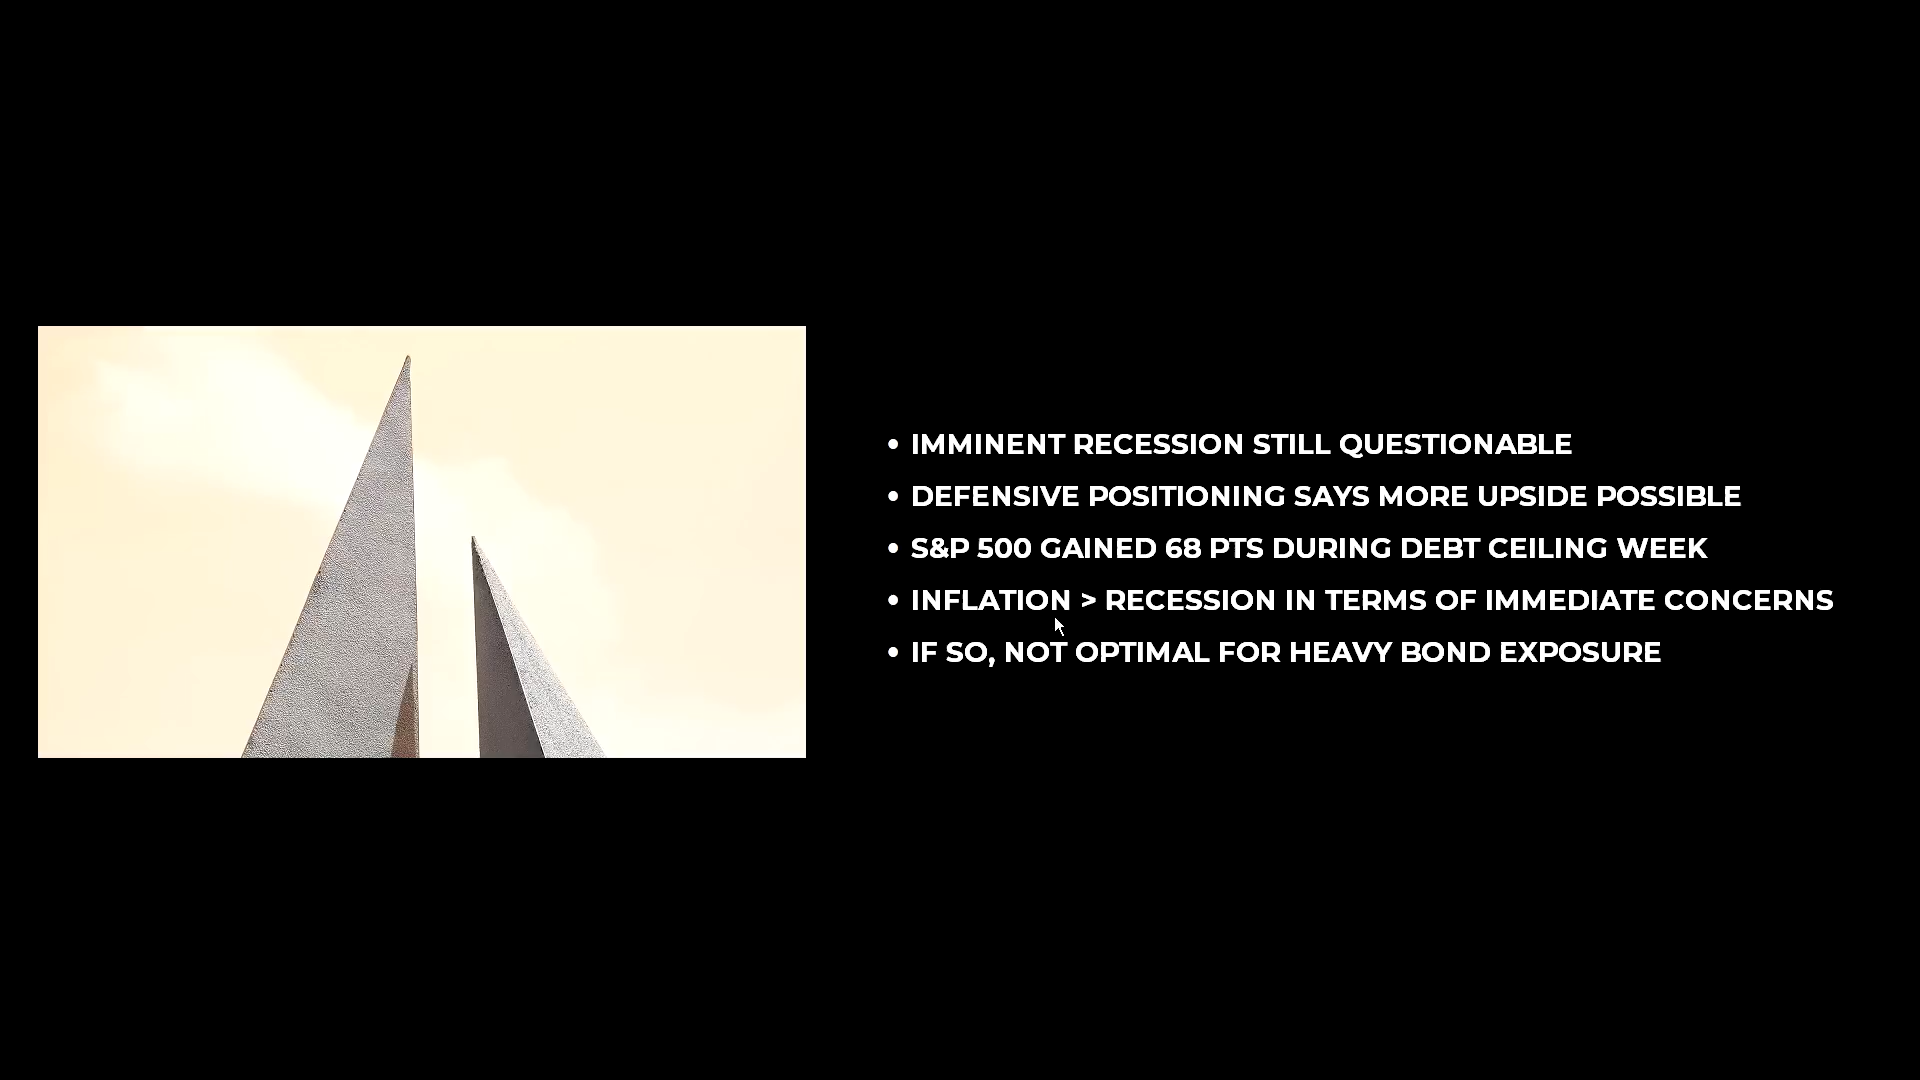 • IMMINENT RECESSION STILL QUESTIONABLE
• DEFENSIVE POSITIONING SAYS MORE UPSIDE POSSIBLE
• S&P 500 GAINED 68 PTS DURING DEBT CEILING WEEK
• INFLATION > RECESSION IN TERMS OF IMMEDIATE CONCERNS
• IF SO, NOT OPTIMAL FOR HEAVY BOND EXPOSURE